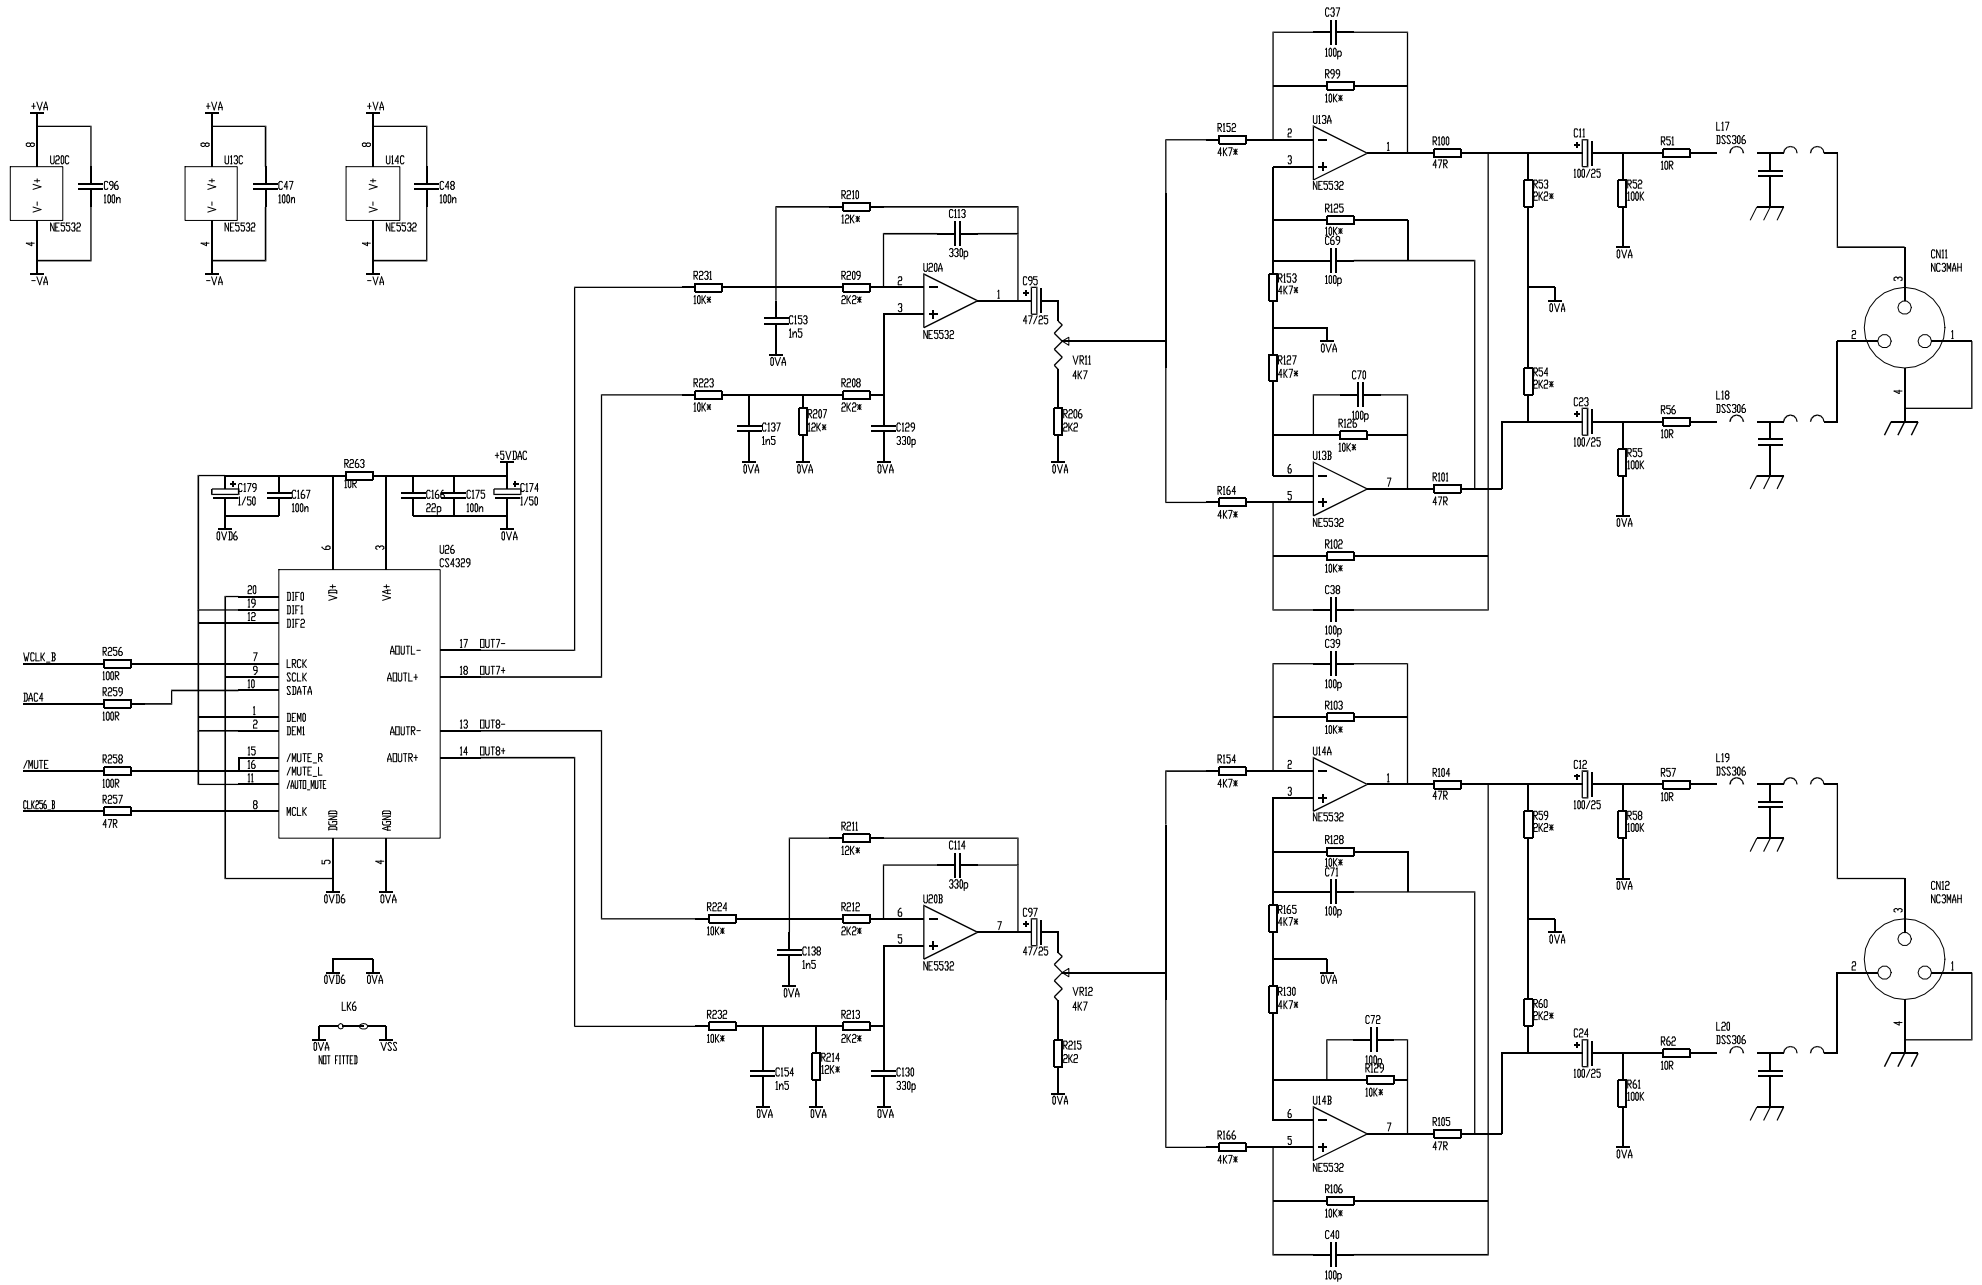 +VA
8
U20C
V+
V-
C96
100n
NE5532
4
-VA
+VA
8
U13C
V+
V-
C47
100n
NE5532
4
-VA
+VA
8
U14C
V+
V-
C48
100n
NE5532
4
-VA
R231
10K*
R210
12K*
C113
330p
R209
2K2*
U20A
2
3
1
NE5532
C153
1n5
0VA
C95
+
47/25
VR11
4K7
R206
2K2
0VA
R223
10K*
R208
2K2*
R207
12K*
C137
1n5
C129
330p
0VA
0VA
0VA
C37
100p
R99
10K*
R152
4K7*
U13A
2
3
1
NE5532
R100
47R
R125
10K*
C69
100p
R153
4K7*
0VA
R127
4K7*
C70
100p
R126
10K*
U13B
6
5
7
NE5532
R101
47R
R164
4K7*
R102
10K*
C38
100p
C11
+
100/25
R53
2K2*
R52
100K
0VA
R51
10R
L17
DSS306
0VA
R54
2K2*
C23
+
100/25
R56
10R
R55
100K
0VA
L18
DSS306
CN11
NC3MAH
3
2
1
4
R263
10R
+5VDAC
C179
+
1/50
C167
100n
0VD6
C166
22p
C175
100n
C174
+
1/50
0VA
U26
CS4329
6
3
VD+
VA+
20
DIF0
19
DIF1
12
DIF2
WCLK_B
R256
100R
7
LRCK
9
SCLK
10
SDATA
DAC4
R259
100R
1
DEM0
2
DEM1
15
/MUTE_R
16
/MUTE_L
11
/AUTO_MUTE
/MUTE
R258
100R
CLK256_B
R257
47R
8
MCLK
AOUTL-
17
OUT7-
AOUTL+
18
OUT7+
AOUTR-
13
OUT8-
AOUTR+
14
OUT8+
DGND
AGND
5
4
0VD6
0VA
0VD6
0VA
LK6
0VA
VSS
NOT FITTED
R224
10K*
R211
12K*
C114
330p
R212
2K2*
U20B
6
5
7
NE5532
C138
1n5
0VA
C97
+
47/25
VR12
4K7
R215
2K2
0VA
R232
10K*
R213
2K2*
R214
12K*
C154
1n5
C130
330p
0VA
0VA
0VA
C39
100p
R103
10K*
R154
4K7*
U14A
2
3
1
NE5532
R104
47R
R128
10K*
C71
100p
R165
4K7*
0VA
R130
4K7*
C72
100p
R129
10K*
U14B
6
5
7
NE5532
R105
47R
R166
4K7*
R106
10K*
C40
100p
C12
+
100/25
R59
2K2*
R58
100K
0VA
R57
10R
L19
DSS306
0VA
R60
2K2*
C24
+
100/25
R62
10R
R61
100K
0VA
L20
DSS306
CN12
NC3MAH
3
2
1
4